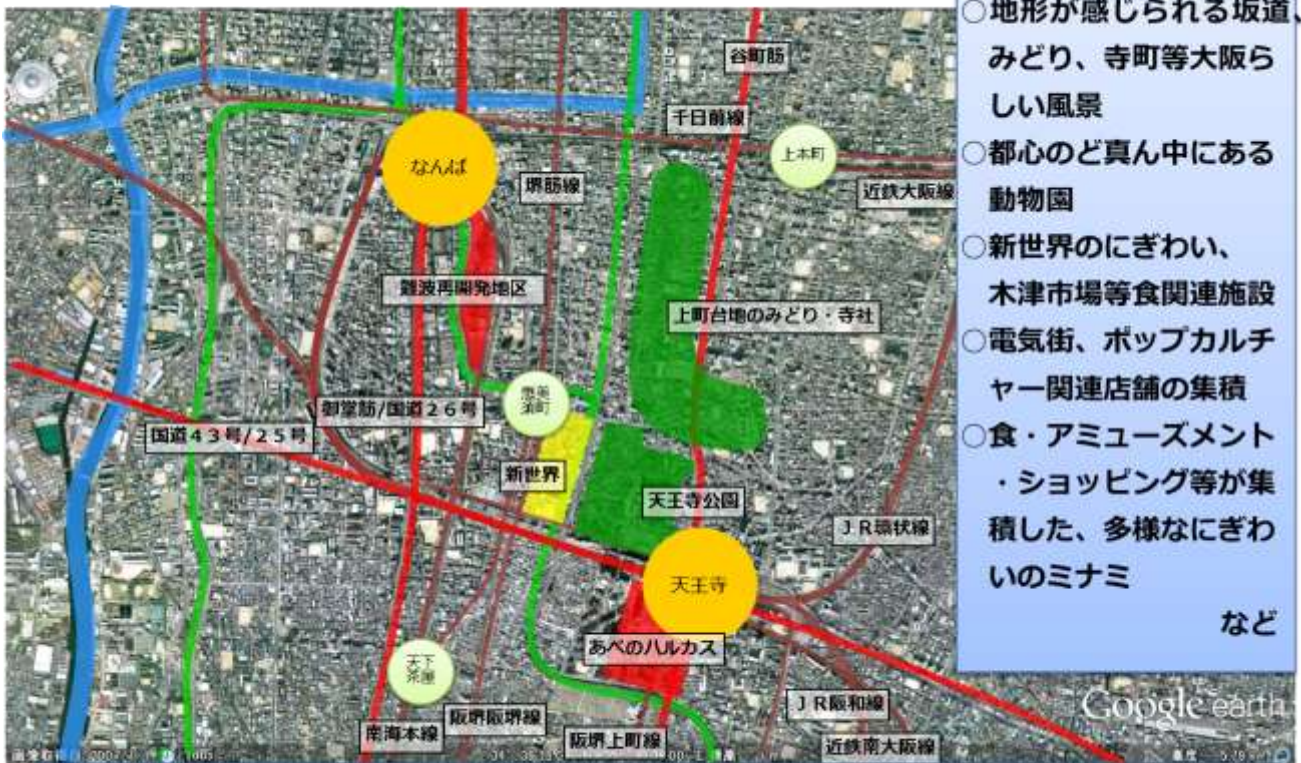 谷町筋
千日前線
上本町
近鉄大阪線
なんば
堺筋線
難波再開発地区
上町台地のみどり・寺社
恵美
須町
御堂筋/国道26号
国道43号/25号
新世界
天王寺公園
JR環状線
天王寺
あべのハルカス
天下
茶屋
南海本線
阪堺阪堺線
阪堺上町線
JR阪和線
近鉄南大阪線
Google earth
○地形が感じられる坂道、
みどり、寺町等大阪ら
しい風景
○都心のど真ん中にある
動物園
○新世界のにぎわい、
木津市場等食関連施設
○電気街、ポップカルチ
ャー関連店舗の集積
○食・アミューズメント
・ショッピング等が集
積した、多様なにぎわ
いのミナミ
など